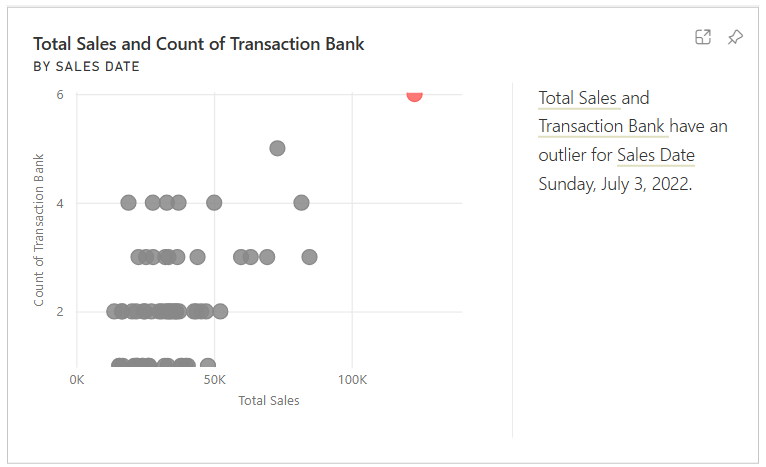 Total Sales and Count of Transaction Bank
BY SALES DATE
Count of Transaction Bank
6
4
2
0K
50K
100K
Total Sales
Total Sales and
Transaction Bank have an
outlier for Sales Date
Sunday, July 3, 2022.